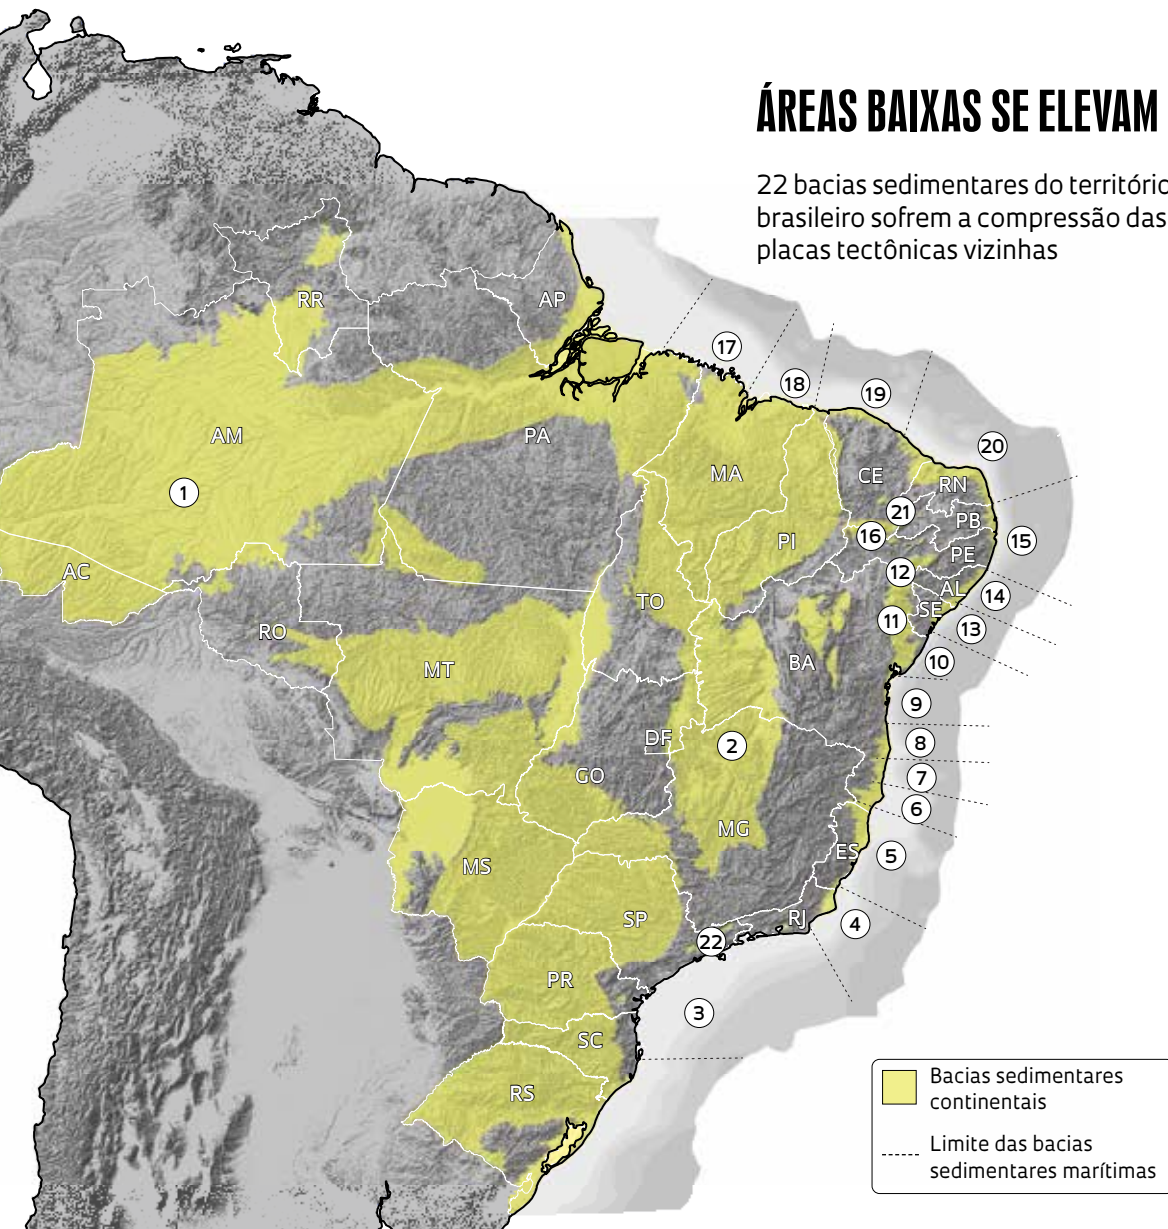 ÁREAS BAIXAS SE ELEVAM
22 bacias sedimentares do território
brasileiro sofrem a compressão das
placas tectônicas vizinhas
RR
AP
17
18
19
AM
PA
20
MA
CE
RN
1
21
PB
PI
16
15
PE
AC
12
AL
14
TO
SE
11
13
RO
MT
BA
10
9
DF
2
8
GO
7
6
MG
ES
5
MS
SP
RJ
4
22
PR
3
SC
RS
Bacias sedimentares
continentais
Limite das bacias
sedimentares marítimas